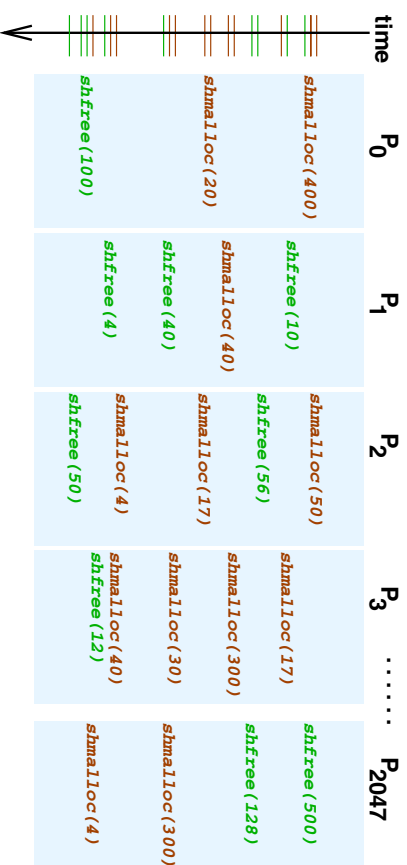 time
P0
shmalloc(400)
shmalloc(20)
shfree(100)
P1
shfree(10)
shmalloc(40)
shfree(40)
shfree(4)
P2
shmalloc(50)
shfree(56)
shmalloc(17)
shmalloc(4)
shfree(50)
P3
shmalloc(17)
shmalloc(300)
shmalloc(30)
shmalloc(40)
shfree(12)
......
P2047
shfree(500)
shfree(128)
shmalloc(300)
shmalloc(4)